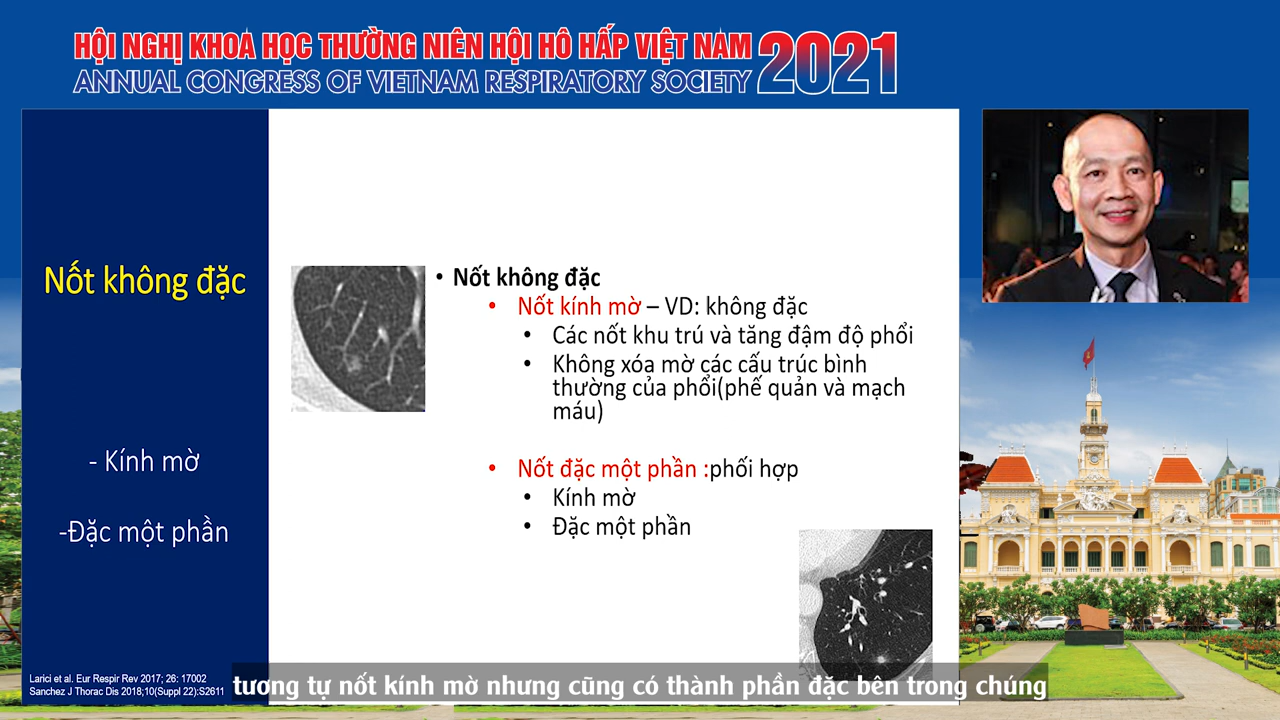 HỘI NGHỊ KHOA HỌC THƯỜNG NIÊN HỘI HÔ HẤP VIỆT NAM 2021
ANNUAL CONGRESS OF VIETNAM RESPIRATORY SOCIETY
Nốt không đặc
- Kính mờ
-Đặc một phần
• Nốt không đặc
• Nốt kính mờ – VD: không đặc
• Các nốt khu trú và tăng đậm độ phổi
• Không xóa mờ các cấu trúc bình
thường của phổi(phế quản và mạch
máu)
• Nốt đặc một phần :phối hợp
• Kính mờ
• Đặc một phần
Larici et al. Eur Respir Rev 2017; 26: 17002
Sanchez J Thorac Dis 2018;10(Suppl 22):S2611
tương tự nốt kính mờ nhưng cũng có thành phần đặc bên trong chúng